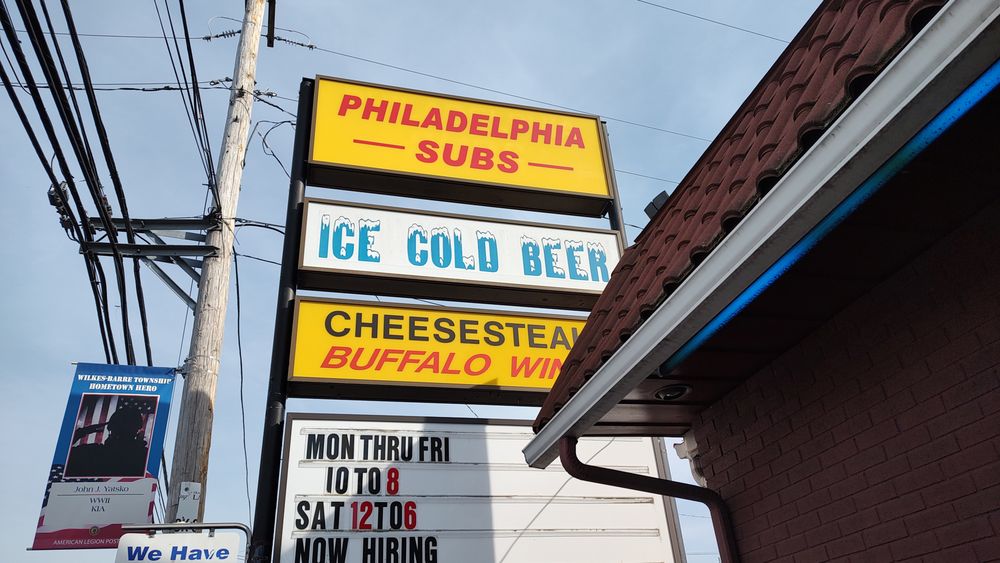 PHILADELPHIA
SUBS
ICE COLD BEER
CHEESESTEA
BUFFALO WIN
MON THRU FRI
10 TO 8
SAT 12 TO 6
NOW HIRING
WILKES-BARRE TOWNSHIP
HOMETOWN HERO
John J. Yatsko
WWII
KIA
AMERICAN LEGION POST
We Have